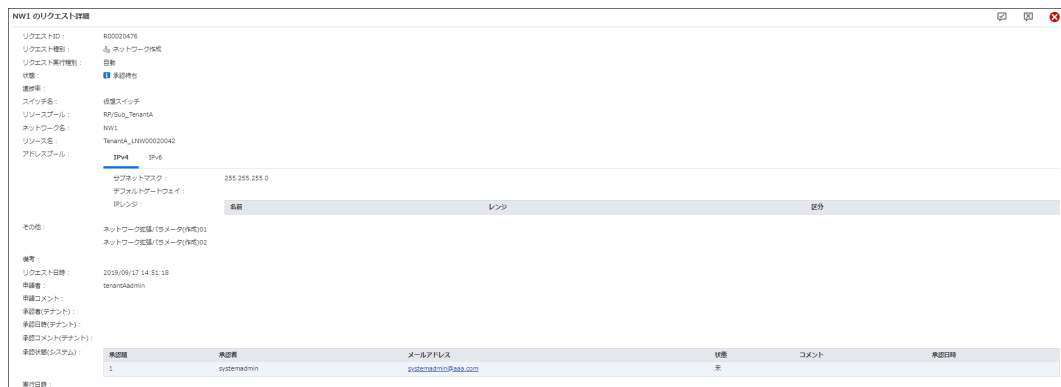 NW1 のリクエスト詳細
リクエストID： R00020476
リクエスト種別： ネットワーク作成
リクエスト実行種別： 自動
状態： 承認待ち
進捗率：
スイッチ名： 仮想スイッチ
リソースプール： RP/Sub_TenantA
ネットワーク名： NW1
リソース名： TenantA_LNW00020042
アドレスプール： IPv4 IPv6
サブネットマスク： 255.255.255.0
デフォルトゲートウェイ：
IPレンジ： 名前 レンジ 区分
その他： ネットワーク拡張パラメータ(作成)01
ネットワーク拡張パラメータ(作成)02
備考：
リクエスト日時： 2019/09/17 14:51:18
申請者： tenantAadmin
申請コメント：
承認者(テナント)：
承認日時(テナント)：
承認コメント(テナント)：
承認状態(システム)： 承認順 承認者 メールアドレス 状態 コメント 承認日時
1 systemadmin systemadmin@aaa.com 未
実行日時：